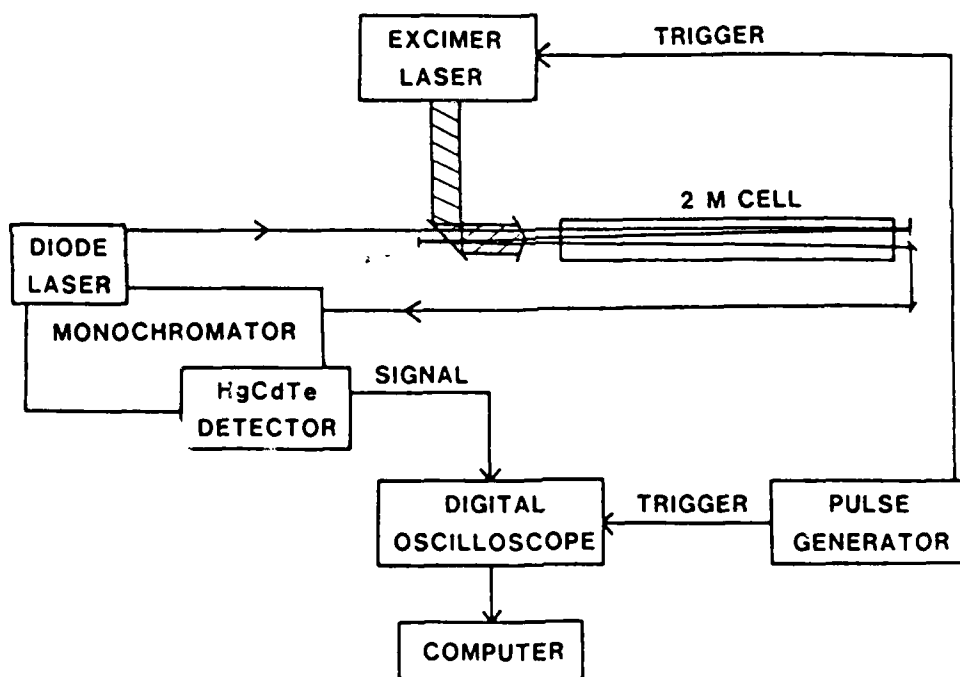 EXCIMER
LASER
TRIGGER
2 M CELL
DIODE
LASER
MONOCHROMATOR
HgCdTe
DETECTOR
SIGNAL
DIGITAL
OSCILLOSCOPE
TRIGGER
PULSE
GENERATOR
COMPUTER